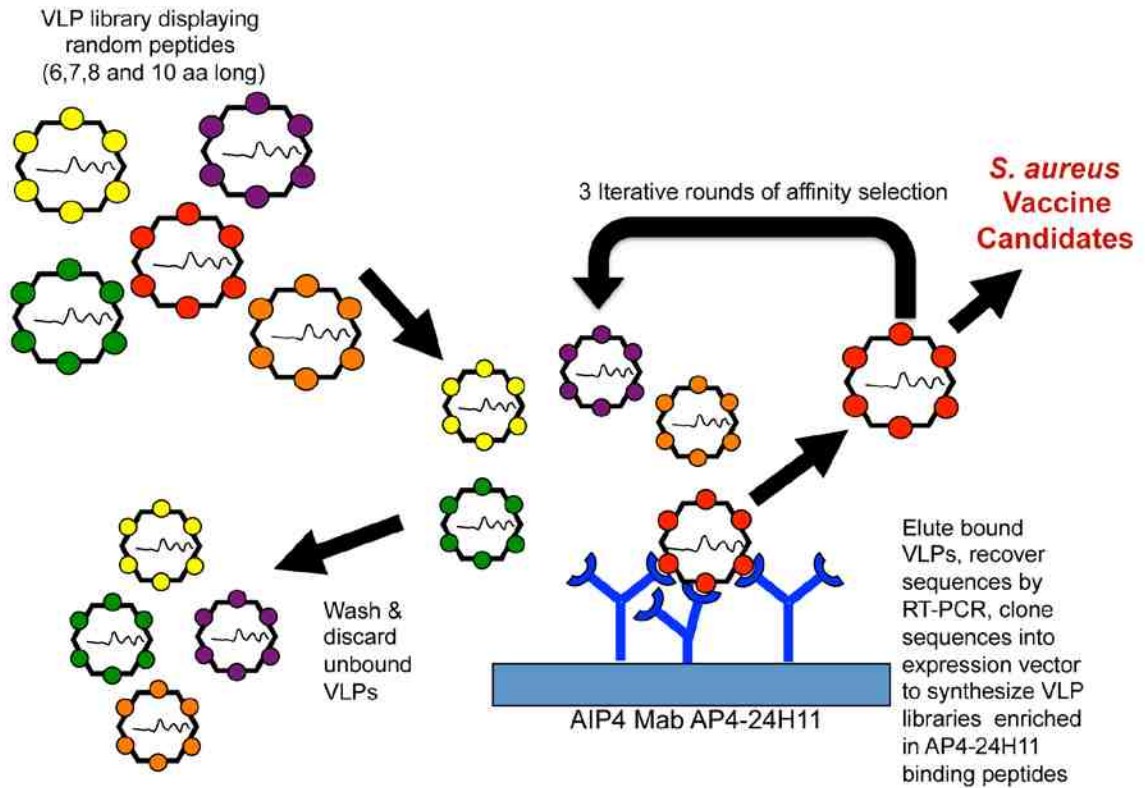 VLP library displaying
random peptides
(6,7,8 and 10 aa long)
3 Iterative rounds of affinity selection
S. aureus
Vaccine
Candidates
Wash &
discard
unbound
VLPs
AIP4 Mab AP4-24H11
Elute bound
VLPs, recover
sequences by
RT-PCR, clone
sequences into
expression vector
to synthesize VLP
libraries enriched
in AP4-24H11
binding peptides